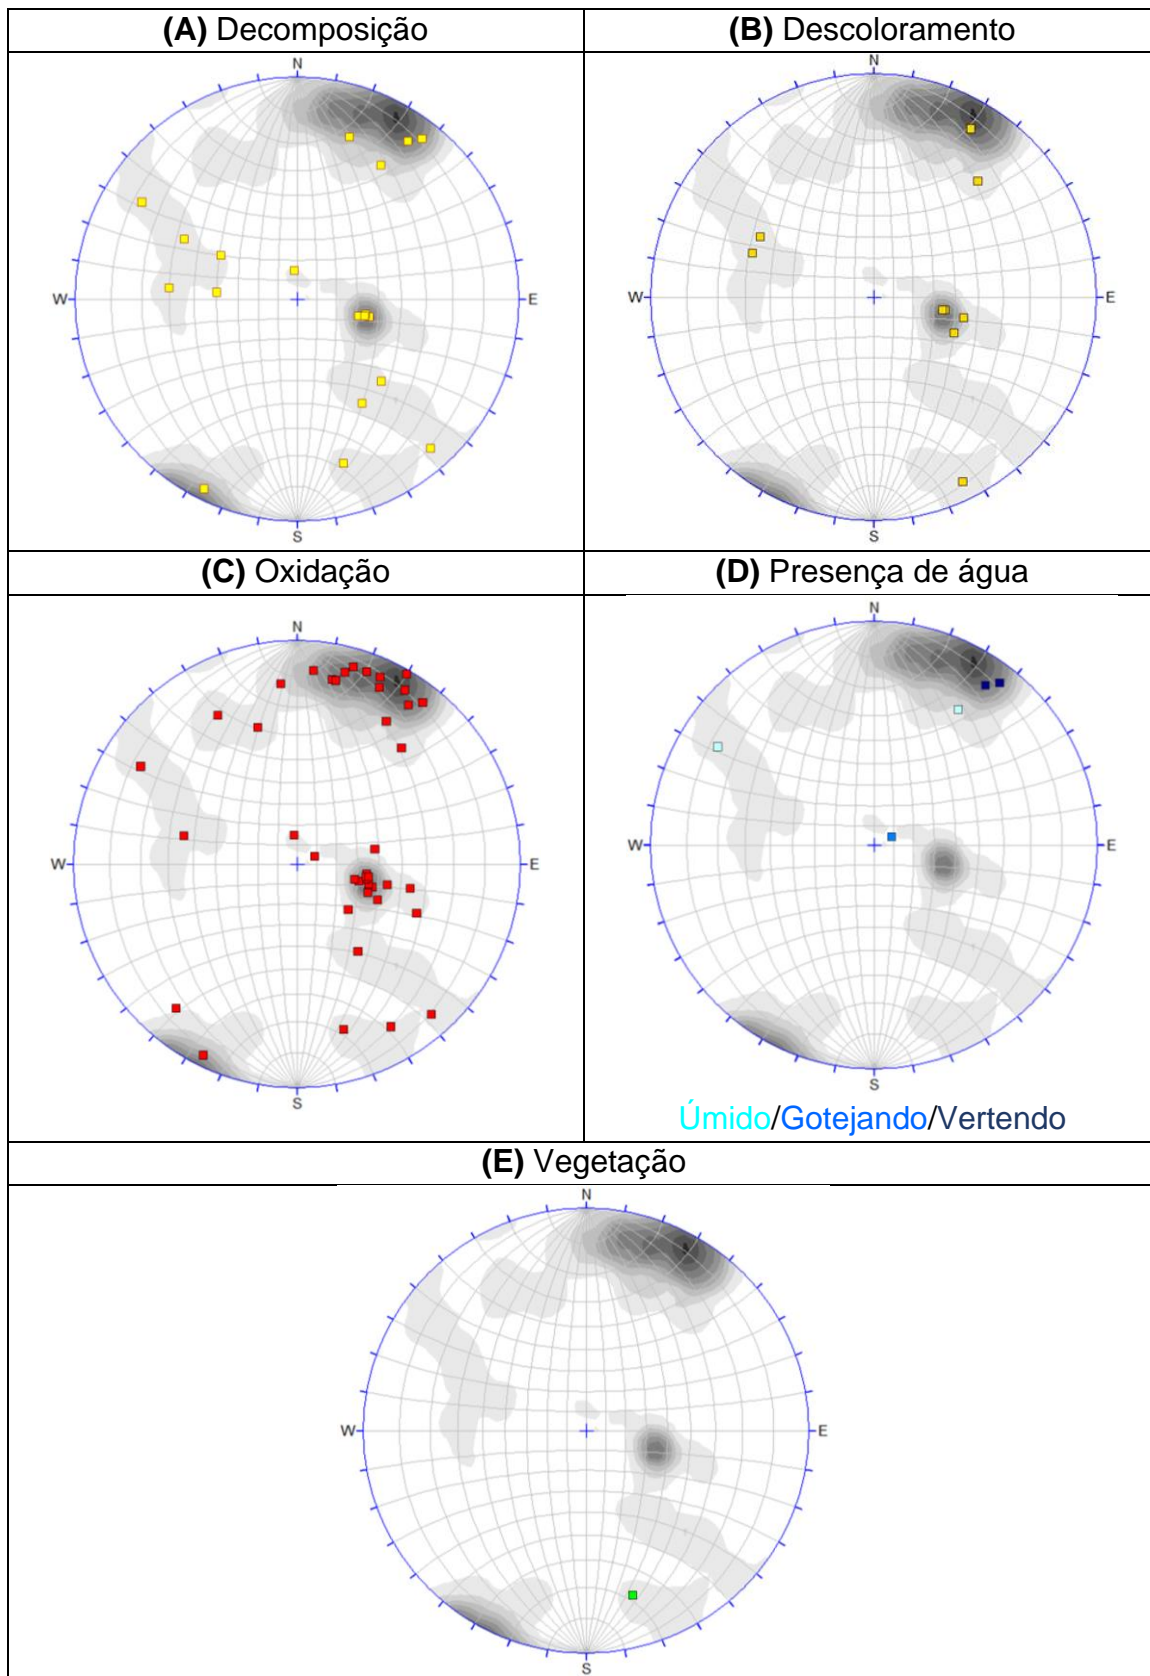 (A) Decomposição
(B) Descoloramento
N
W
E
S
N
W
E
S
(C) Oxidação
(D) Presença de água
N
W
E
S
N
W
E
S
Úmido/Gotejando/Vertendo
(E) Vegetação
N
W
E
S